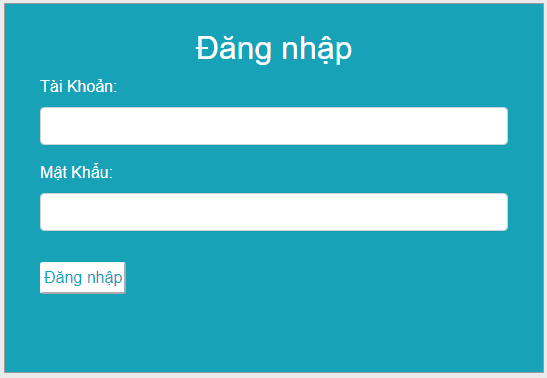 Đăng nhập
Tài Khoản:
Mật Khẩu:
Đăng nhập